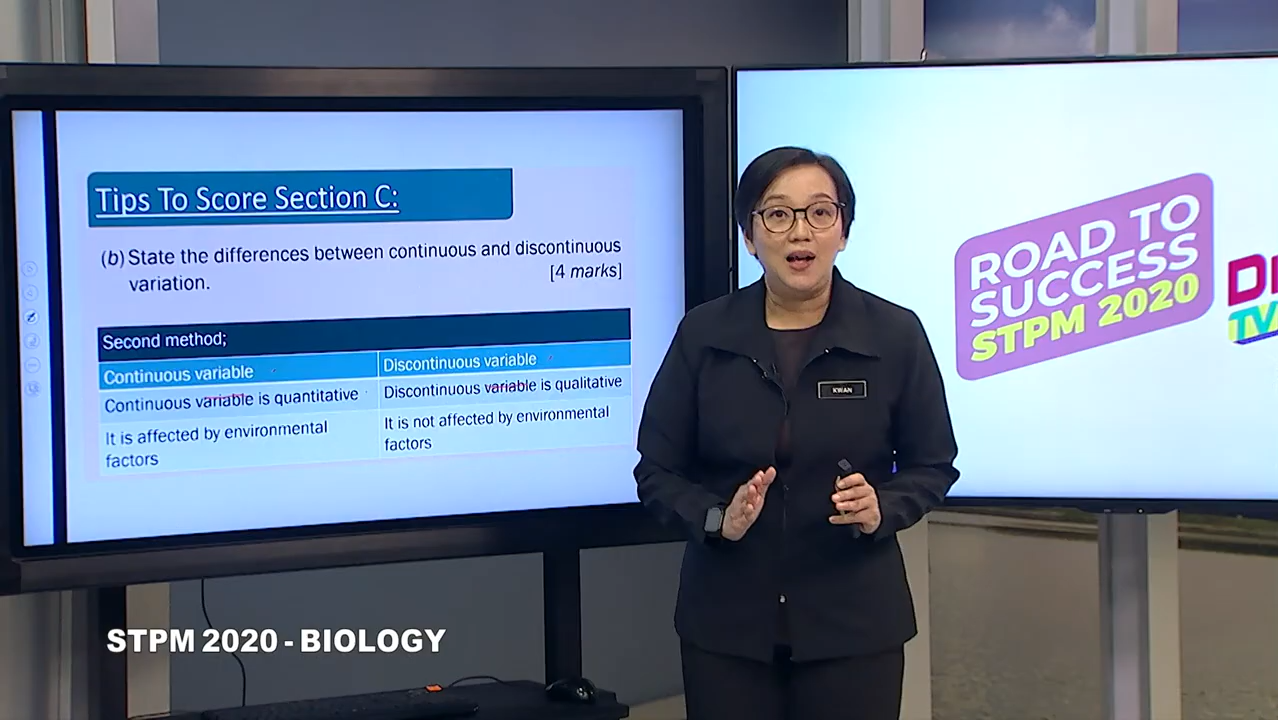 Tips To Score Section C:
(b) State the differences between continuous and discontinuous
variation. [4 marks]
Second method;
Continuous variable
Discontinuous variable
Continuous variable is quantitative
Discontinuous variable is qualitative
It is affected by environmental
factors
It is not affected by environmental
factors
ROAD TO
SUCCESS
STPM 2020
TV
KWAN
STPM 2020 - BIOLOGY